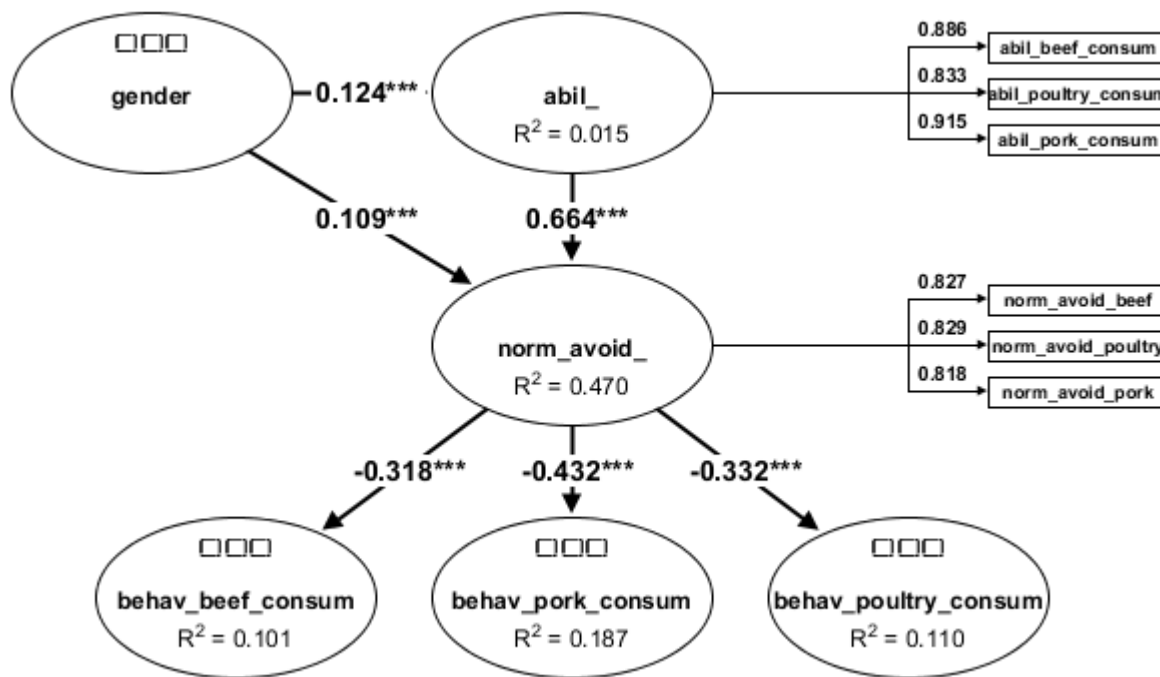 gender
0.124***
abil_
R² = 0.015
0.886
abil_beef_consum
0.833
abil_poultry_consum
0.915
abil_pork_consum
0.109***
0.664***
norm_avoid_
R² = 0.470
0.827
norm_avoid_beef
0.829
norm_avoid_poultry
0.818
norm_avoid_pork
-0.318***
-0.432***
-0.332***
behav_beef_consum
R² = 0.101
behav_pork_consum
R² = 0.187
behav_poultry_consum
R² = 0.110